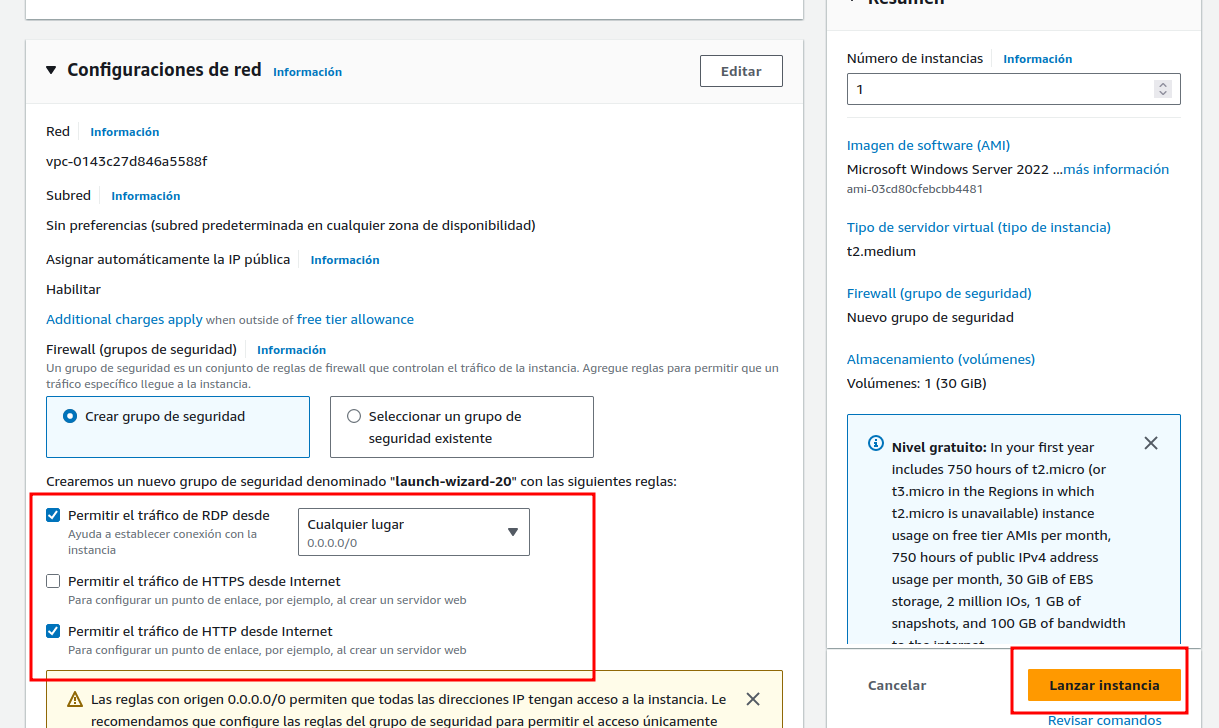 Configuraciones de red Información
Editar
Red Información
vpc-0143c27d846a5588f
Subred Información
Sin preferencias (subred predeterminada en cualquier zona de disponibilidad)
Asignar automáticamente la IP pública Información
Habilitar
Additional charges apply when outside of free tier allowance
Firewall (grupos de seguridad) Información
Un grupo de seguridad es un conjunto de reglas de firewall que controlan el tráfico de la instancia. Agregue reglas para permitir que un
tráfico específico llegue a la instancia.
Crear grupo de seguridad
Seleccionar un grupo de
seguridad existente
Crearemos un nuevo grupo de seguridad denominado "launch-wizard-20" con las siguientes reglas:
Permitir el tráfico de RDP desde
Ayuda a establecer conexión con la
instancia
Cualquier lugar
0.0.0.0/0
Permitir el tráfico de HTTPS desde Internet
Para configurar un punto de enlace, por ejemplo, al crear un servidor web
Permitir el tráfico de HTTP desde Internet
Para configurar un punto de enlace, por ejemplo, al crear un servidor web
Las reglas con origen 0.0.0.0/0 permiten que todas las direcciones IP tengan acceso a la instancia. Le
recomendamos que configure las reglas del grupo de seguridad para permitir el acceso únicamente
Resumen
Número de instancias Información
1
Imagen de software (AMI)
Microsoft Windows Server 2022 ...más información
ami-03cd80cfebcbb4481
Tipo de servidor virtual (tipo de instancia)
t2.medium
Firewall (grupo de seguridad)
Nuevo grupo de seguridad
Almacenamiento (volúmenes)
Volúmenes: 1 (30 GiB)
Nivel gratuito: In your first year
includes 750 hours of t2.micro (or
t3.micro in the Regions in which
t2.micro is unavailable) instance
usage on free tier AMIs per month,
750 hours of public IPv4 address
usage per month, 30 GiB of EBS
storage, 2 million IOs, 1 GB of
snapshots, and 100 GB of bandwidth
to the internet.
Cancelar
Lanzar instancia
Revisar comandos